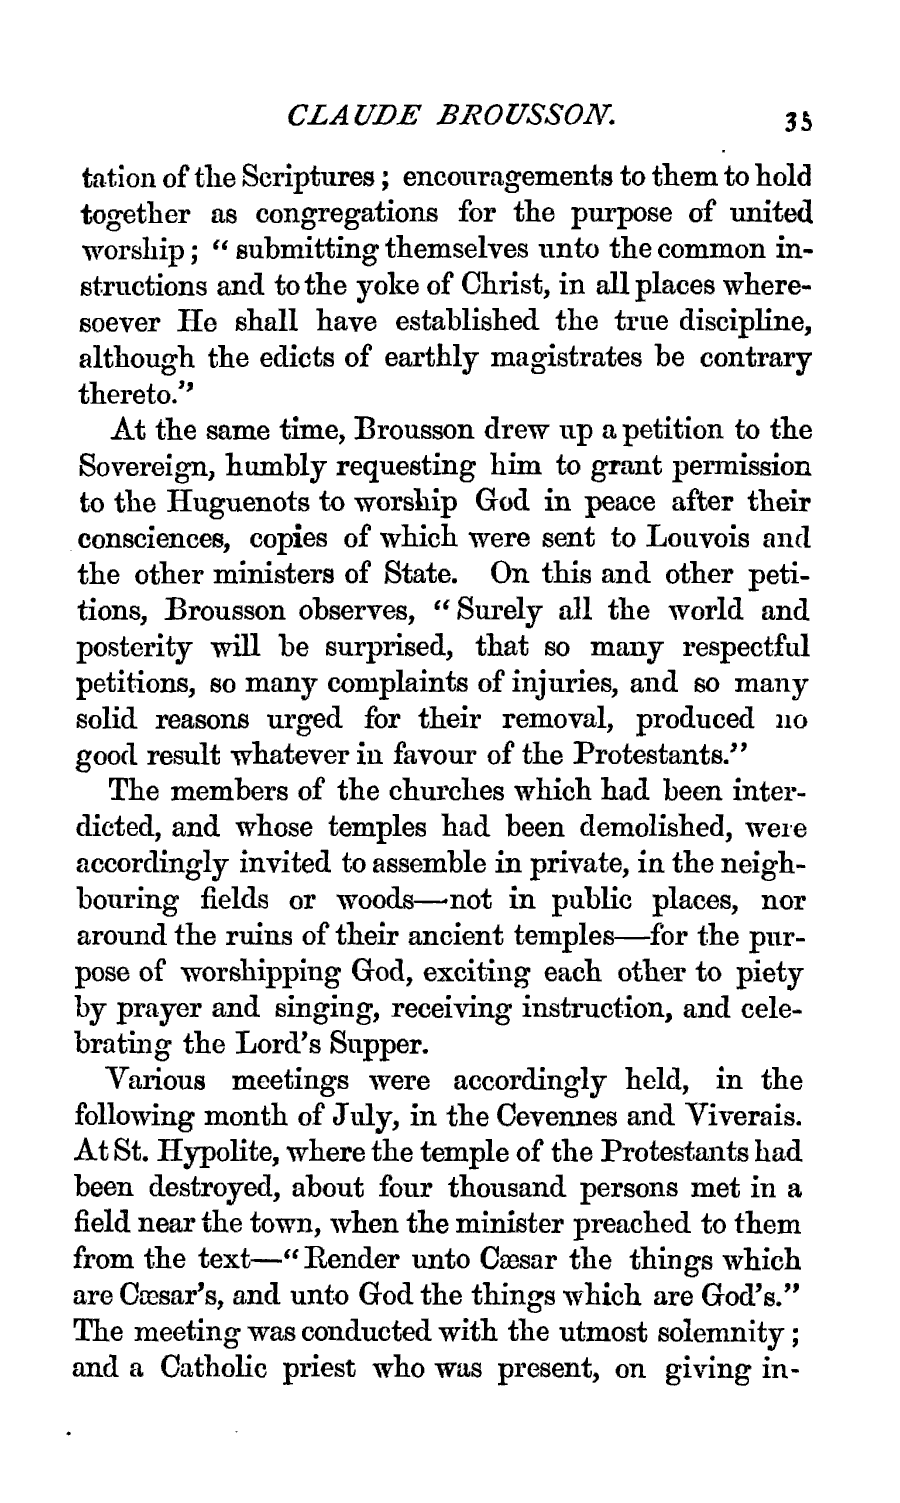 CLAUDE BROUSSON. 35
tation of the Scriptures ; encouragements to them to hold
together as congregations for the purpose of united
worship ; “ submitting themselves unto the common in-
structions and to the yoke of Christ, in all places where-
soever He shall have established the true discipline,
although the edicts of earthly magistrates be contrary
thereto.”
At the same time, Brousson drew up a petition to the
Sovereign, humbly requesting him to grant permission
to the Huguenots to worship God in peace after their
consciences, copies of which were sent to Louvois and
the other ministers of State. On this and other peti-
tions, Brousson observes, “ Surely all the world and
posterity will be surprised, that so many respectful
petitions, so many complaints of injuries, and so many
solid reasons urged for their removal, produced no
good result whatever in favour of the Protestants.”
The members of the churches which had been inter-
dicted, and whose temples had been demolished, were
accordingly invited to assemble in private, in the neigh-
bouring fields or woods—not in public places, nor
around the ruins of their ancient temples—for the pur-
pose of worshipping God, exciting each other to piety
by prayer and singing, receiving instruction, and cele-
brating the Lord’s Supper.
Various meetings were accordingly held, in the
following month of July, in the Cevennes and Viverais.
At St. Hypolite, where the temple of the Protestants had
been destroyed, about four thousand persons met in a
field near the town, when the minister preached to them
from the text—“ Render unto Cæsar the things which
are Cæsar’s, and unto God the things which are God’s.”
The meeting was conducted with the utmost solemnity ;
and a Catholic priest who was present, on giving in-